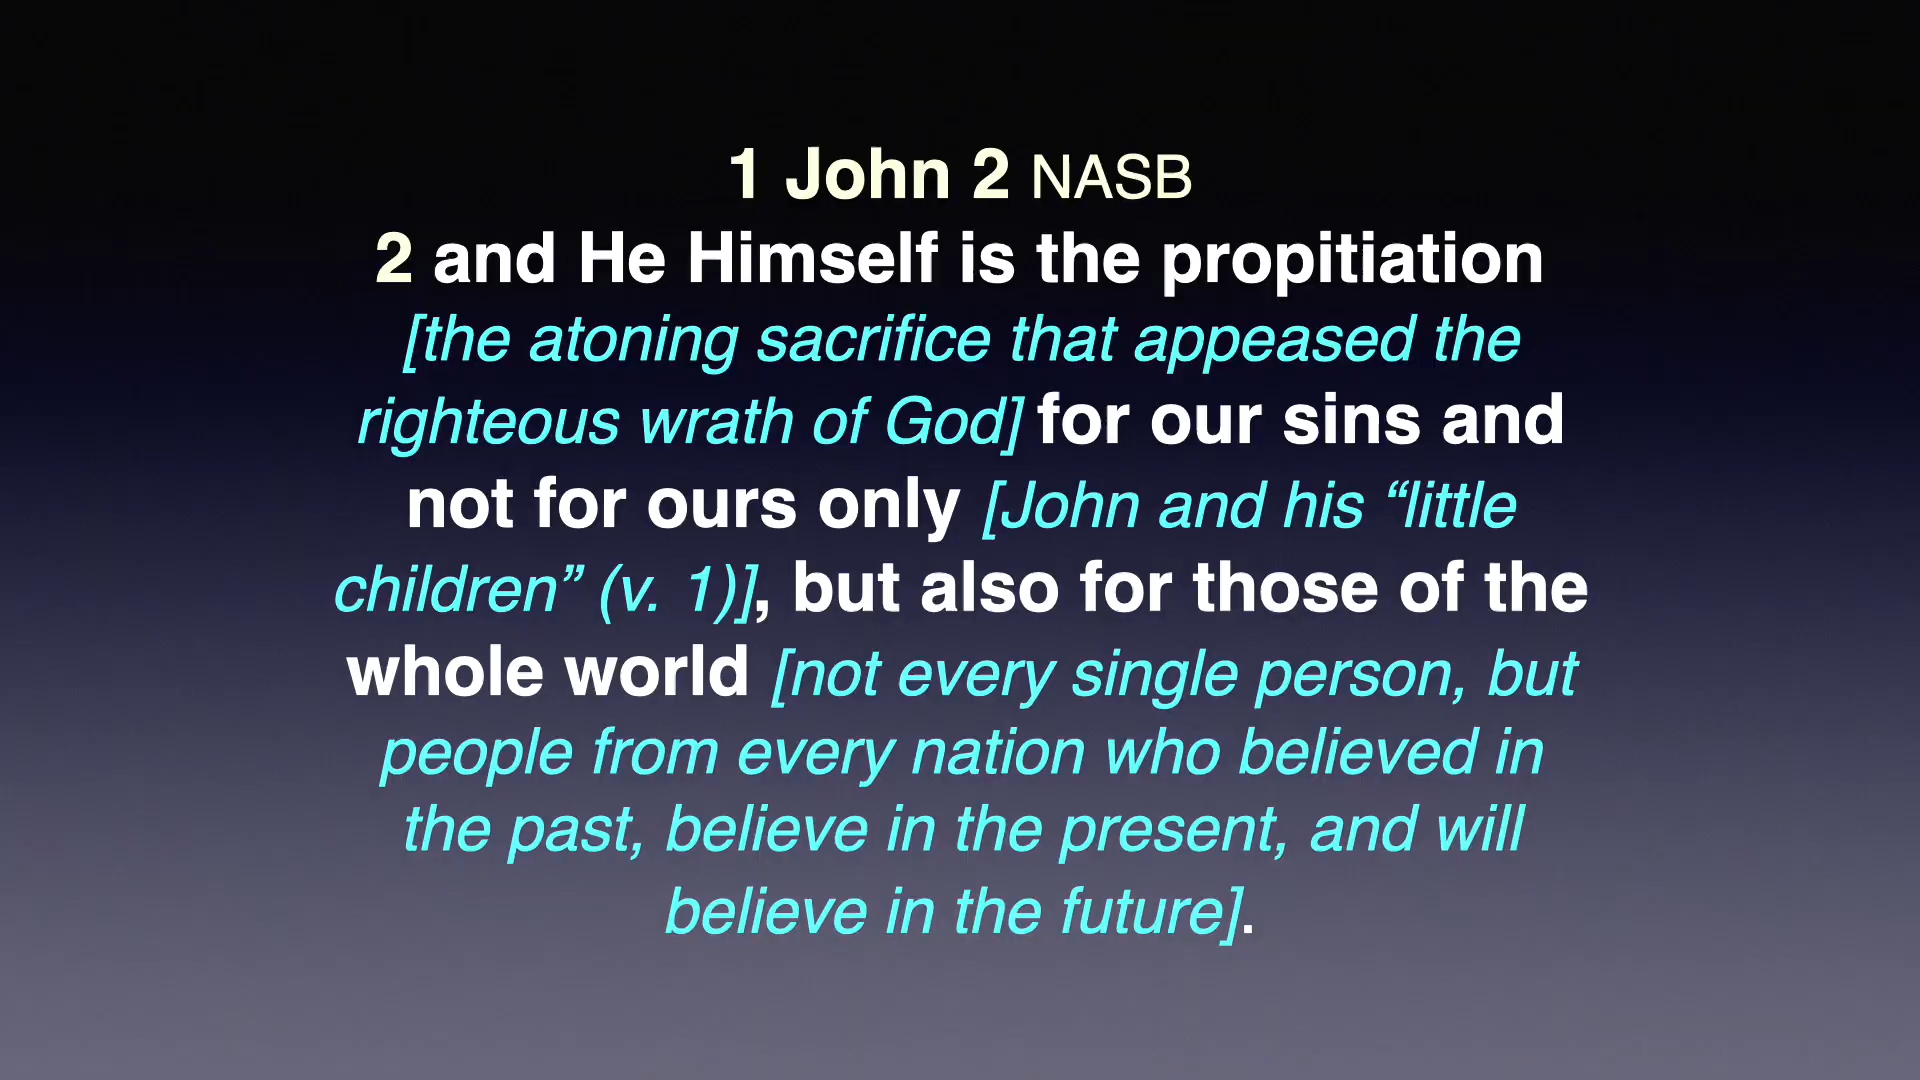 1 John 2 NASB
2 and He Himself is the propitiation
[the atoning sacrifice that appeased the
righteous wrath of God] for our sins and
not for ours only [John and his “little
children” (v. 1)], but also for those of the
whole world [not every single person, but
people from every nation who believed in
the past, believe in the present, and will
believe in the future].